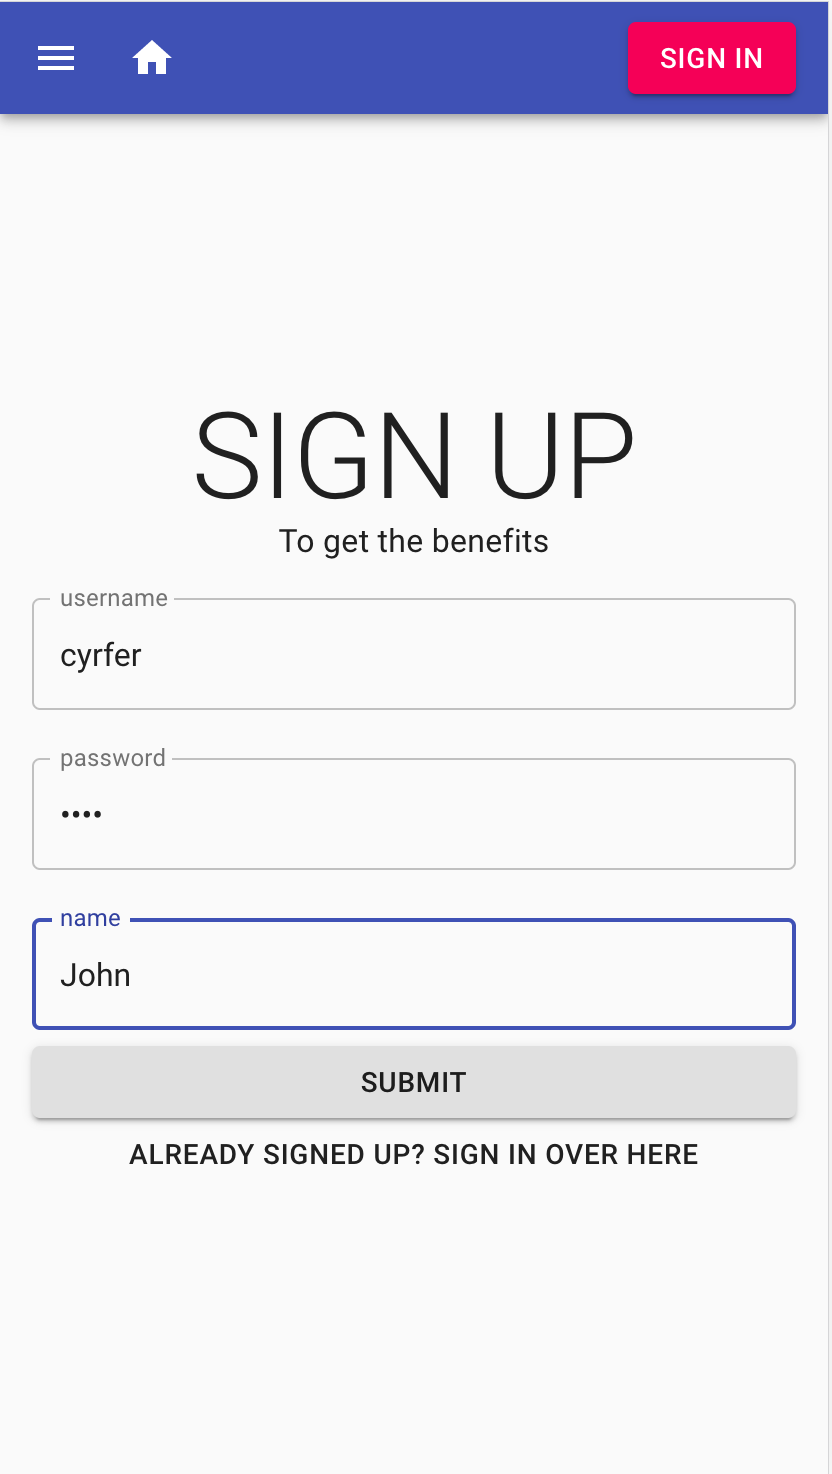 SIGN IN
SIGN UP
To get the benefits
username
cyrfer
password
••••
name
John
SUBMIT
ALREADY SIGNED UP? SIGN IN OVER HERE